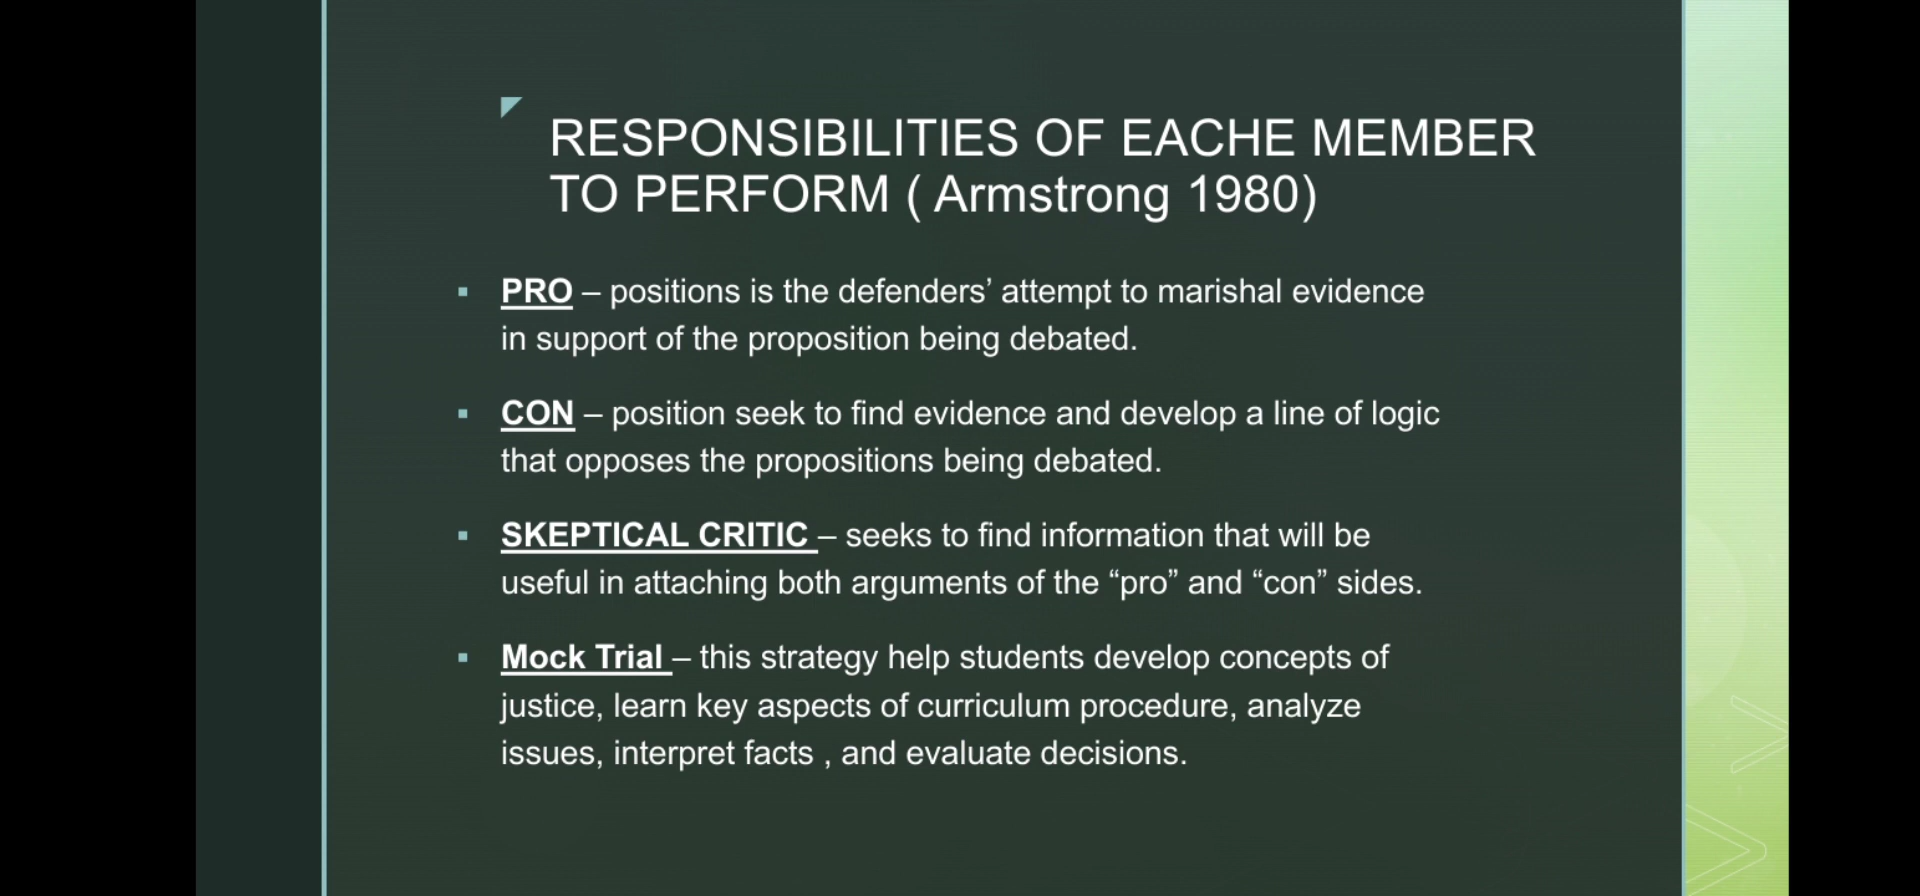 RESPONSIBILITIES OF EACHE MEMBER
TO PERFORM ( Armstrong 1980)
▪ PRO – positions is the defenders’ attempt to marishal evidence
in support of the proposition being debated.
▪ CON – position seek to find evidence and develop a line of logic
that opposes the propositions being debated.
▪ SKEPTICAL CRITIC – seeks to find information that will be
useful in attaching both arguments of the “pro” and “con” sides.
▪ Mock Trial – this strategy help students develop concepts of
justice, learn key aspects of curriculum procedure, analyze
issues, interpret facts , and evaluate decisions.